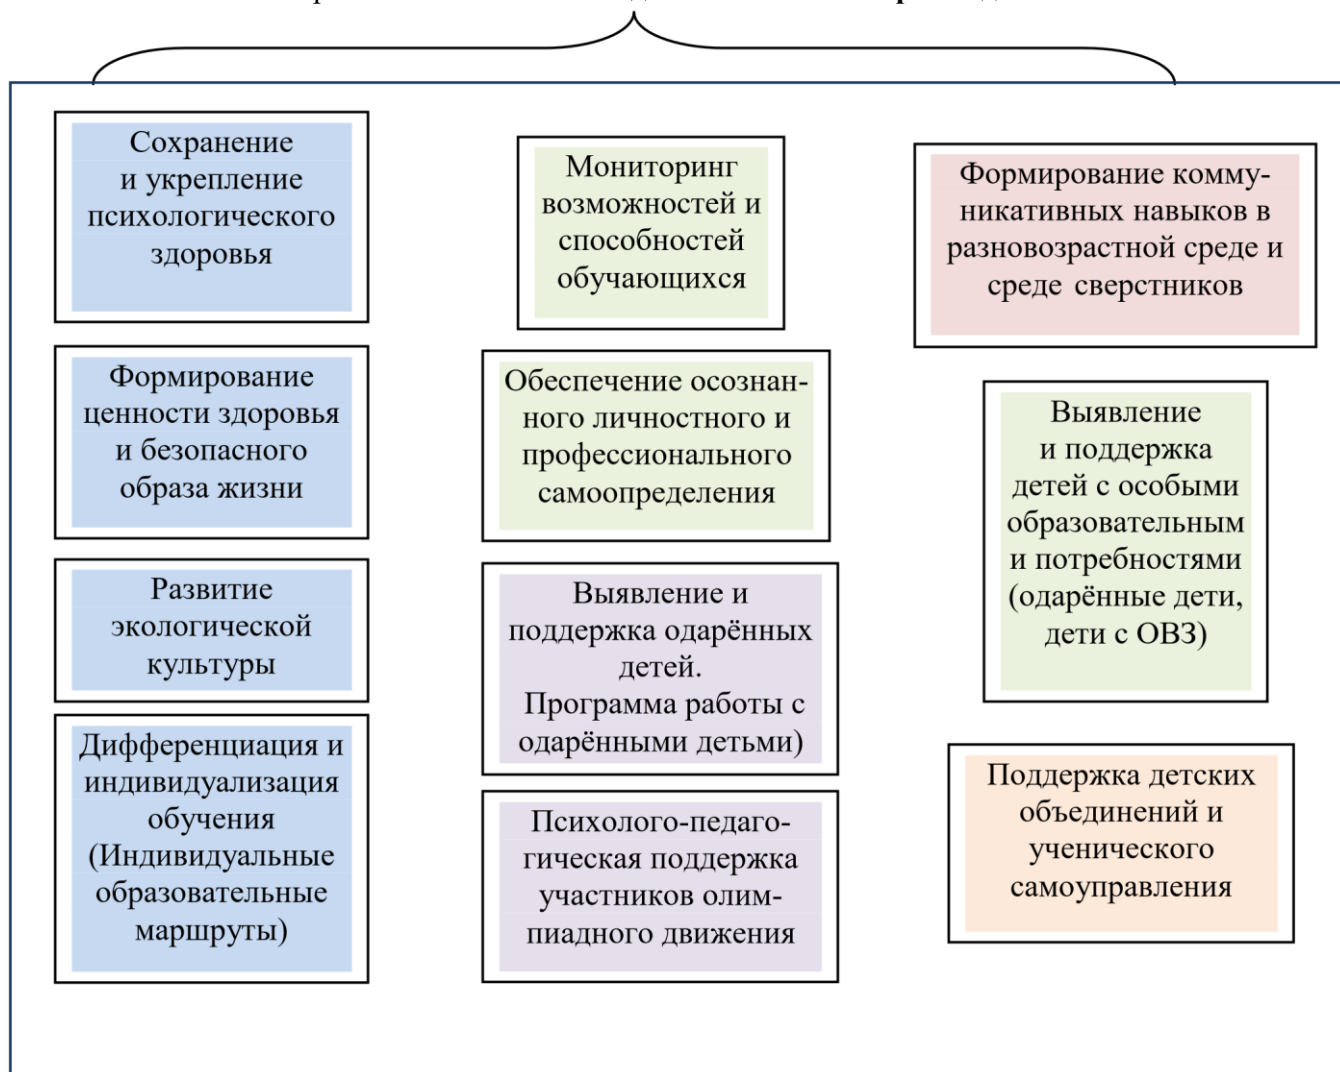 Сохранение
и укрепление
психологического
здоровья
Формирование
ценности здоровья
и безопасного
образа жизни
Развитие
экологической
культуры
Дифференциация и
индивидуализация
обучения
(Индивидуальные
образовательные
маршруты)
Мониторинг
возможностей и
способностей
обучающихся
Обеспечение осознан-
ного личностного и
профессионального
самоопределения
Выявление и
поддержка одарённых
детей.
Программа работы с
одарёнными детьми)
Психолого-педаго-
гическая поддержка
участников олим-
пиадного движения
Формирование комму-
никативных навыков в
разновозрастной среде и
среде сверстников
Выявление
и поддержка
детей с особыми
образовательным
и потребностями
(одарённые дети,
дети с ОВЗ)
Поддержка детских
объединений и
ученического
самоуправления